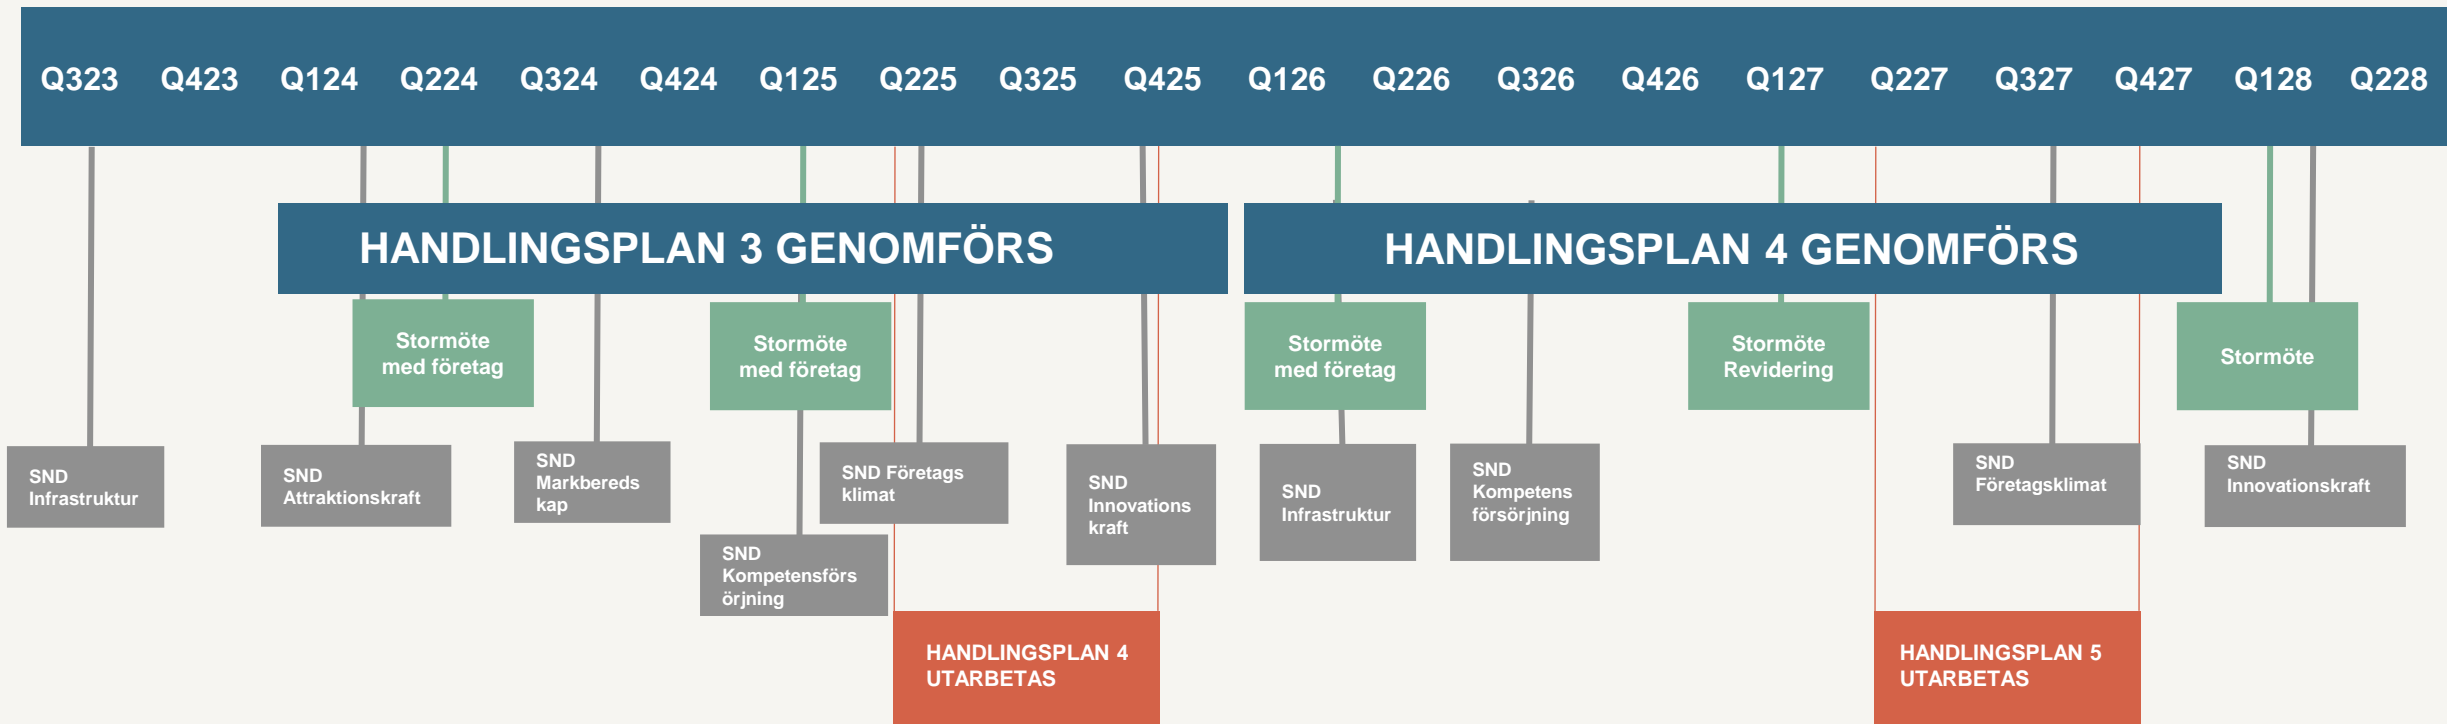 Q323 Q423 Q124 Q224 Q324 Q424 Q125 Q225 Q325 Q425 Q126 Q226 Q326 Q426 Q127 Q227 Q327 Q427 Q128 Q228
HANDLINGSPLAN 3 GENOMFÖRS
HANDLINGSPLAN 4 GENOMFÖRS
Stormöte
med företag
Stormöte
med företag
Stormöte
med företag
Stormöte
Revidering
Stormöte
SND
Infrastruktur
SND
Attraktionskraft
SND
Markbereds
kap
SND
Kompetensförs
örjning
SND Företags
klimat
SND
Innovations
kraft
SND
Infrastruktur
SND
Kompetens
försörjning
SND
Företagsklimat
SND
Innovationskraft
HANDLINGSPLAN 4
UTARBETAS
HANDLINGSPLAN 5
UTARBETAS